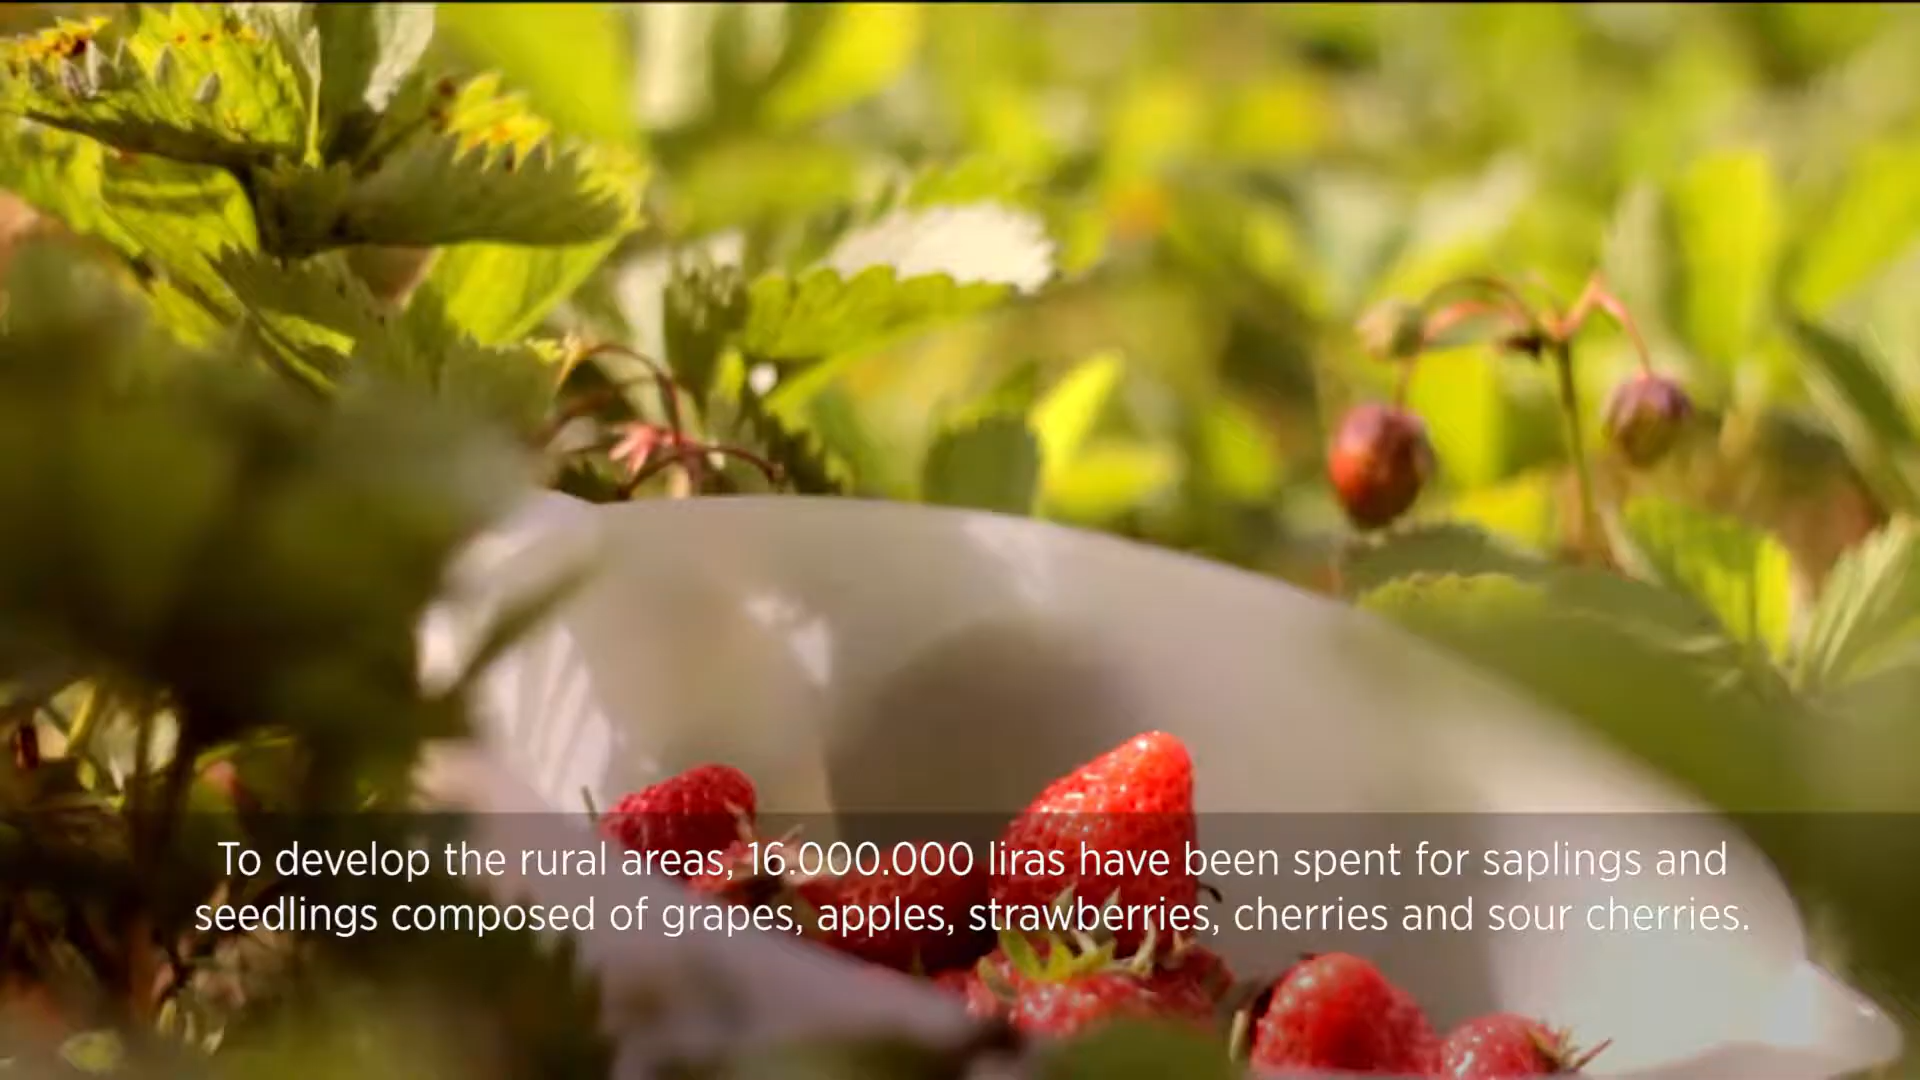 To develop the rural areas, 16.000.000 liras have been spent for saplings and
seedlings composed of grapes, apples, strawberries, cherries and sour cherries.